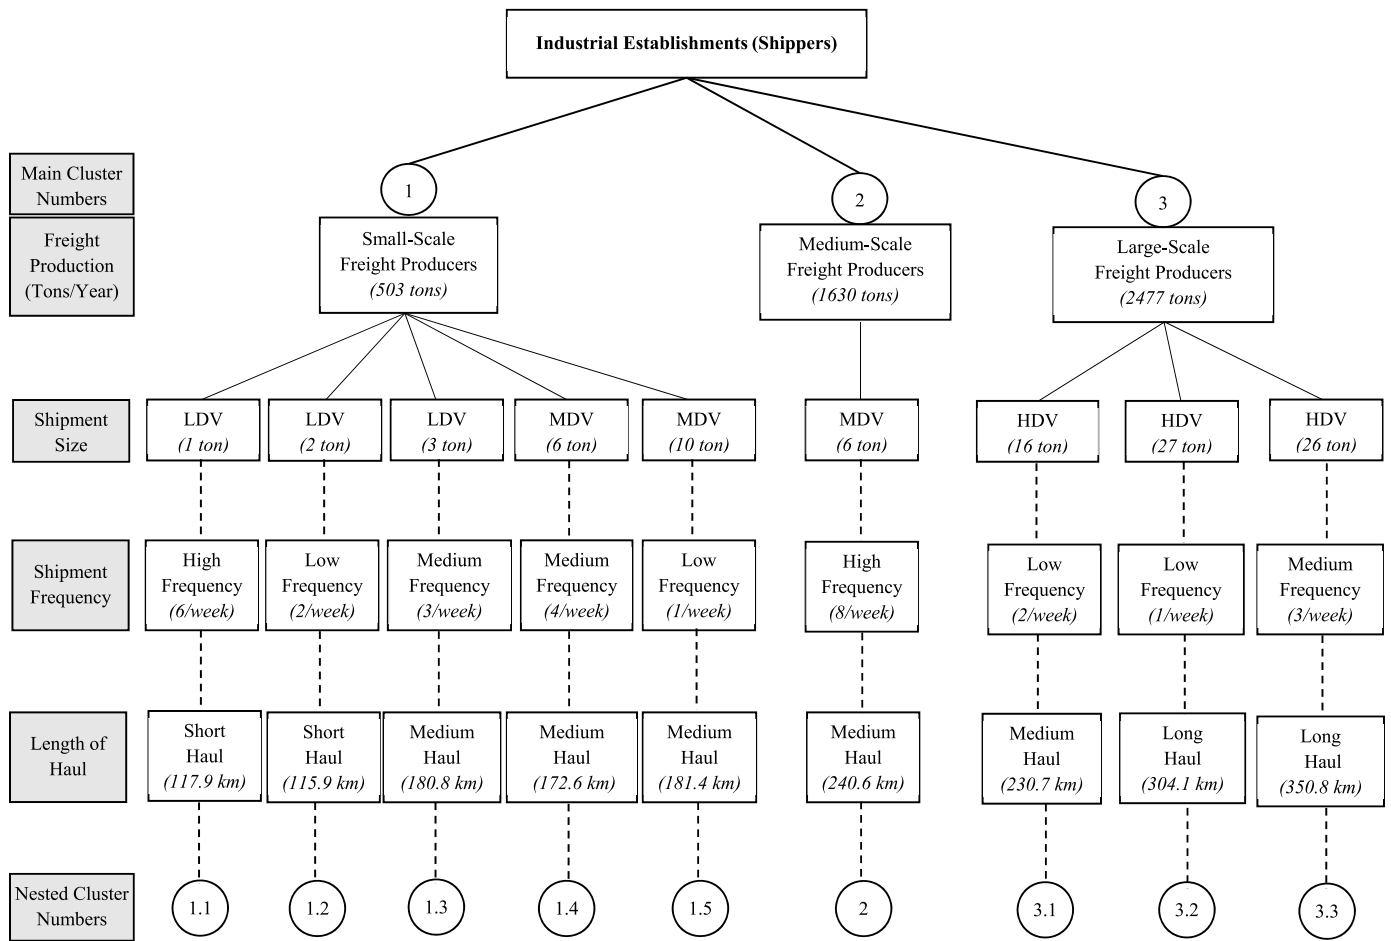 Industrial Establishments (Shippers)
Main Cluster
Numbers
1
2
3
Freight
Production
(Tons/Year)
Small-Scale
Freight Producers
(503 tons)
Medium-Scale
Freight Producers
(1630 tons)
Large-Scale
Freight Producers
(2477 tons)
Shipment
Size
LDV
(1 ton)
LDV
(2 ton)
LDV
(3 ton)
MDV
(6 ton)
MDV
(10 ton)
MDV
(6 ton)
HDV
(16 ton)
HDV
(27 ton)
HDV
(26 ton)
Shipment
Frequency
High
Frequency
(6/week)
Low
Frequency
(2/week)
Medium
Frequency
(3/week)
Medium
Frequency
(4/week)
Low
Frequency
(1/week)
High
Frequency
(8/week)
Low
Frequency
(2/week)
Low
Frequency
(1/week)
Medium
Frequency
(3/week)
Length of
Haul
Short
Haul
(117.9 km)
Short
Haul
(115.9 km)
Medium
Haul
(180.8 km)
Medium
Haul
(172.6 km)
Medium
Haul
(181.4 km)
Medium
Haul
(240.6 km)
Medium
Haul
(230.7 km)
Long
Haul
(304.1 km)
Long
Haul
(350.8 km)
Nested Cluster
Numbers
1.1
1.2
1.3
1.4
1.5
2
3.1
3.2
3.3